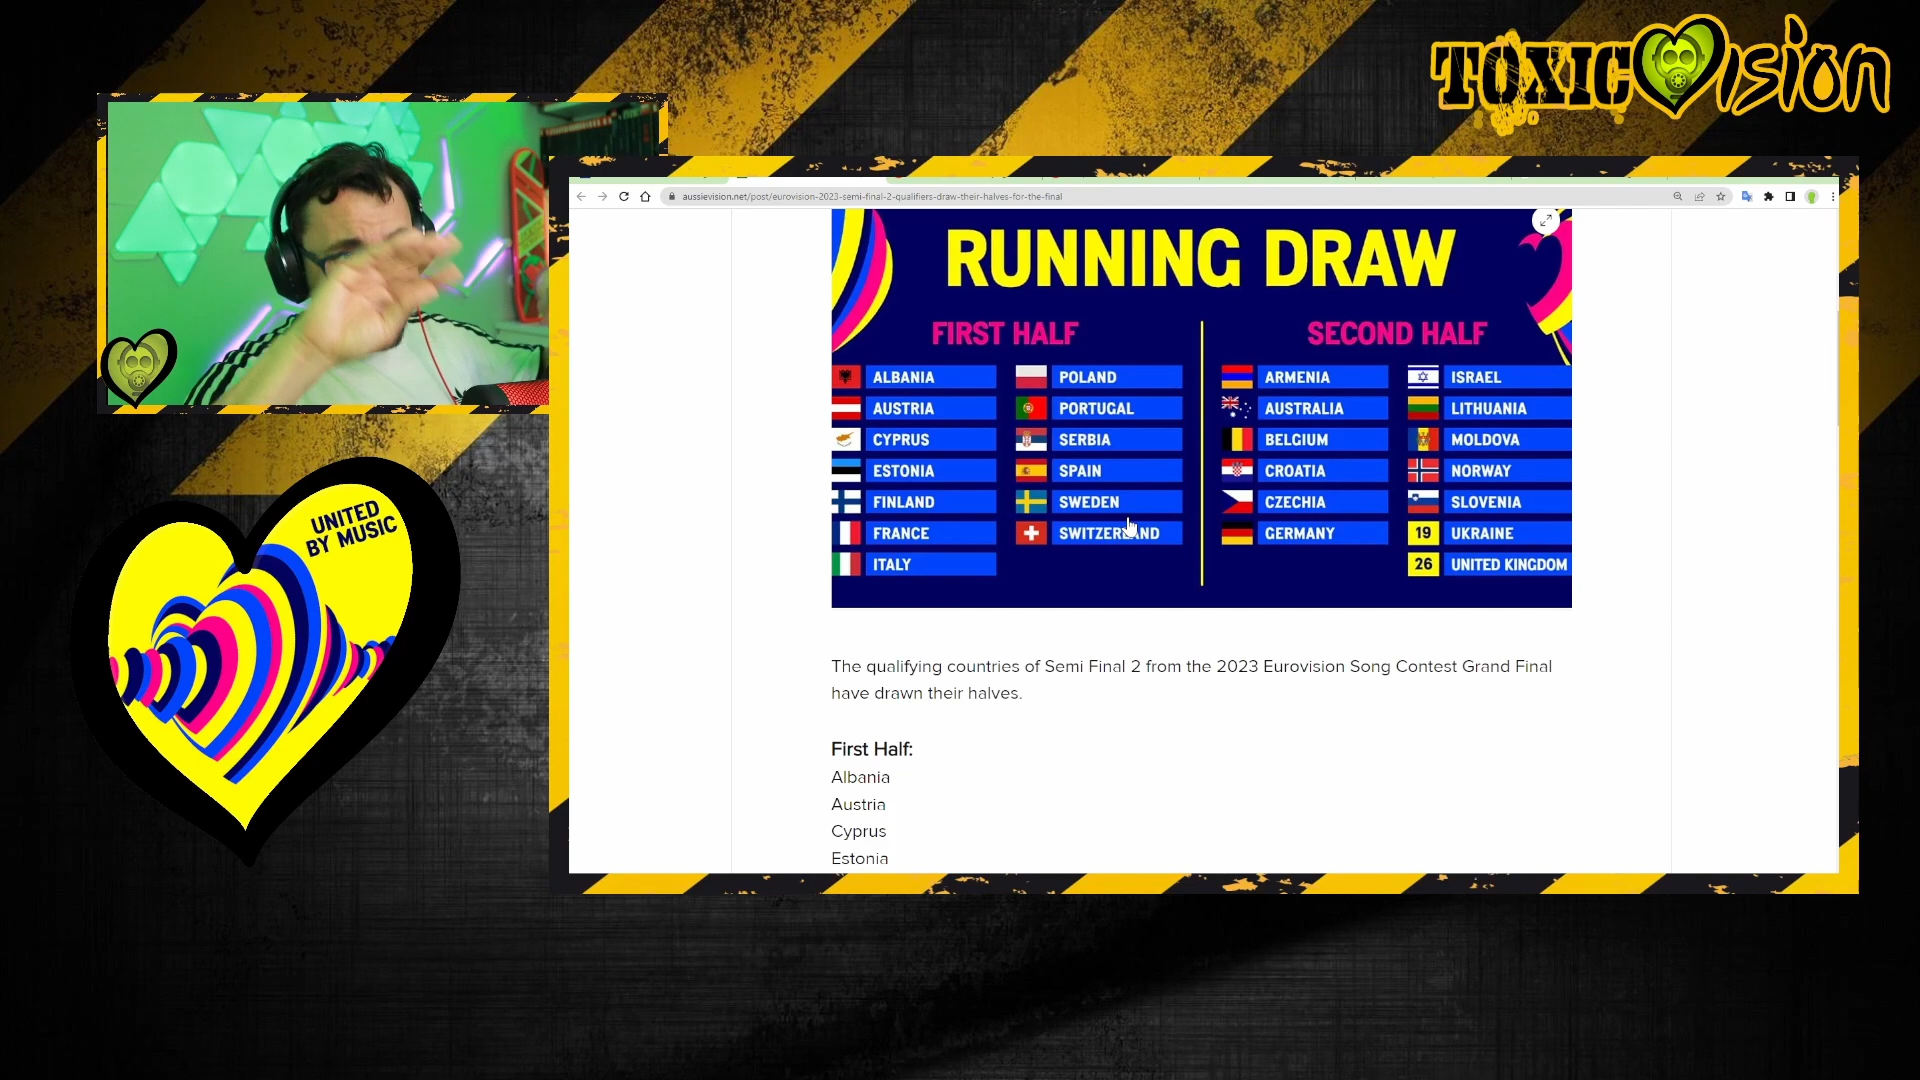 TOXIC Vision
aussievision.net/post/eurovision-2023-semi-final-2-qualifiers-draw-their-halves-for-the-final
RUNNING DRAW
FIRST HALF
SECOND HALF
ALBANIA
POLAND
ARMENIA
ISRAEL
AUSTRIA
PORTUGAL
AUSTRALIA
LITHUANIA
CYPRUS
SERBIA
BELGIUM
MOLDOVA
ESTONIA
SPAIN
CROATIA
NORWAY
FINLAND
SWEDEN
CZECHIA
SLOVENIA
FRANCE
SWITZERLAND
GERMANY
19 UKRAINE
ITALY
26 UNITED KINGDOM
UNITED
BY MUSIC
The qualifying countries of Semi Final 2 from the 2023 Eurovision Song Contest Grand Final
have drawn their halves.
First Half:
Albania
Austria
Cyprus
Estonia